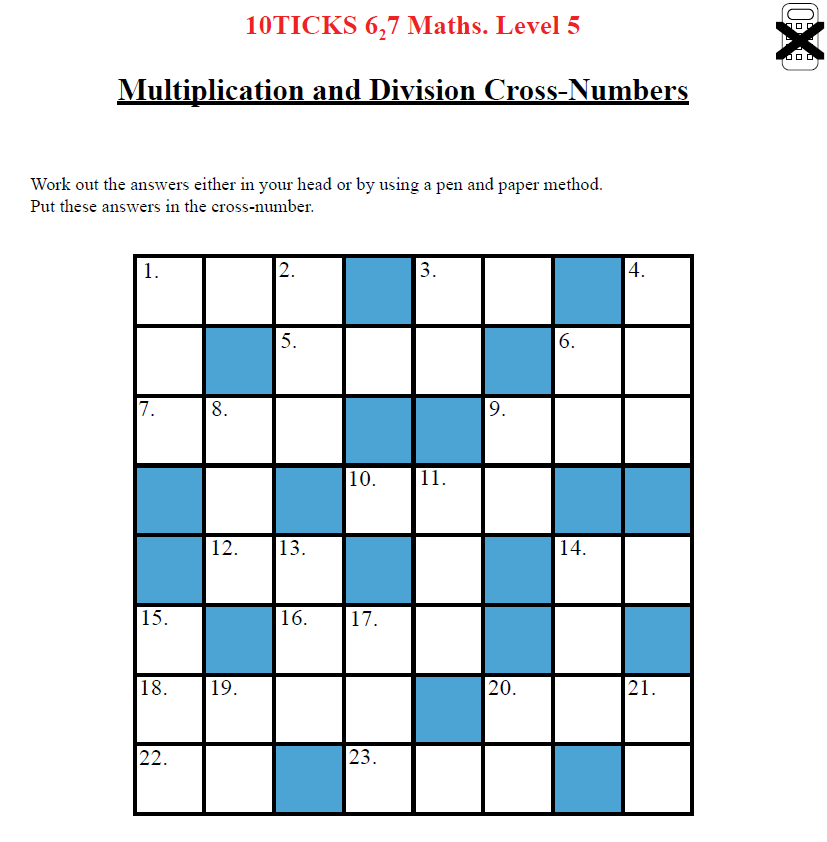 10TICKS 6,7 Maths. Level 5
Multiplication and Division Cross-Numbers
Work out the answers either in your head or by using a pen and paper method.
Put these answers in the cross-number.
1. 2. 3. 4.
5. 6.
7. 8. 9.
10. 11.
12. 13. 14.
15. 16. 17.
18. 19. 20. 21.
22. 23.